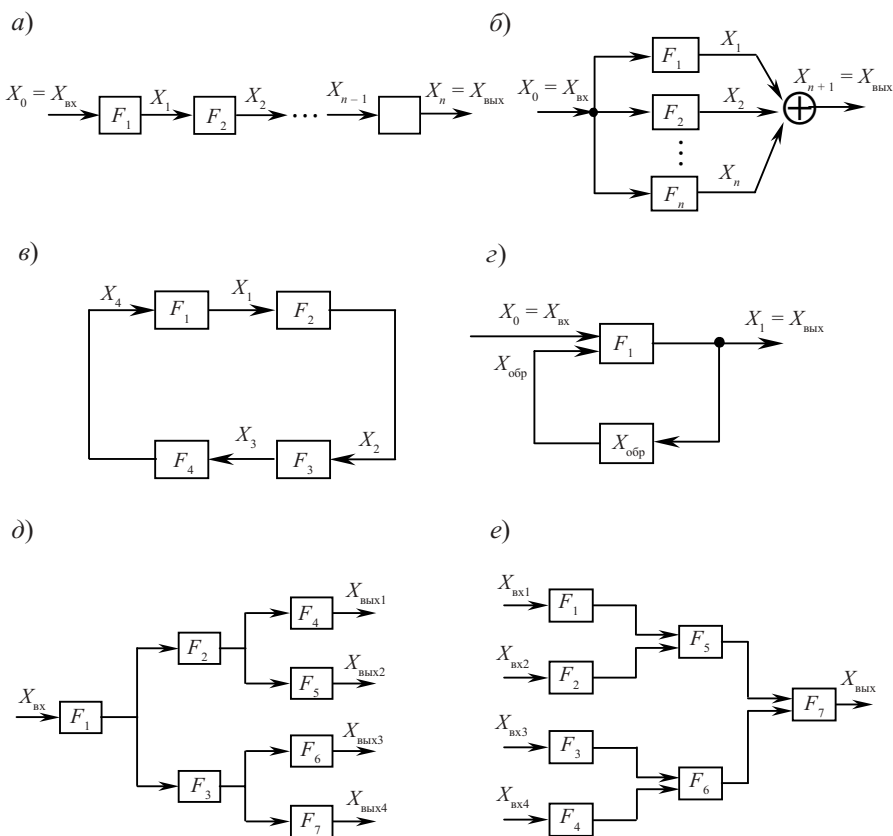 а)
X₀ = Xвх
F₁
X₁
F₂
X₂
Xₙ₋₁
Xₙ = Xвых
б)
X₀ = Xвх
F₁
X₁
F₂
X₂
Fₙ
Xₙ
Xₙ₊₁ = Xвых
в)
X₄
F₁
X₁
F₂
F₄
X₃
F₃
X₂
г)
X₀ = Xвх
Xобр
F₁
X₁ = Xвых
Xобр
д)
Xвх
F₁
F₂
F₃
F₄
Xвых1
F₅
Xвых2
F₆
Xвых3
F₇
Xвых4
е)
Xвх1
F₁
Xвх2
F₂
Xвх3
F₃
Xвх4
F₄
F₅
F₆
F₇
Xвых